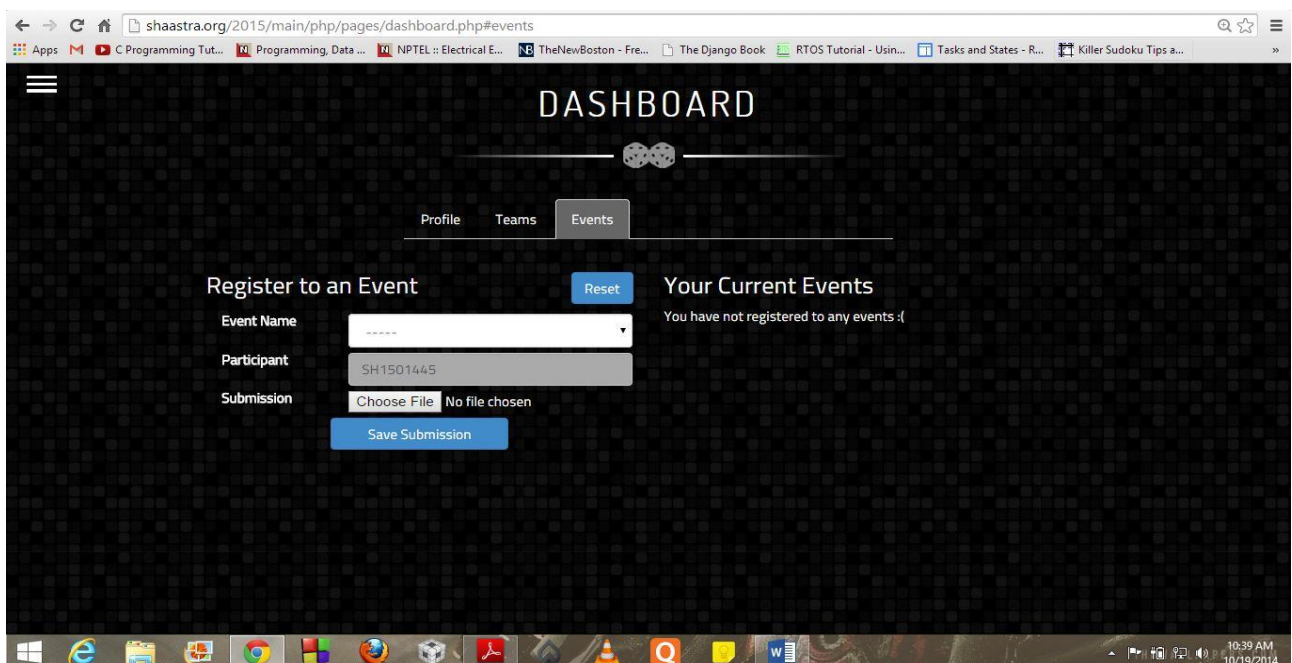 shaastra.org/2015/main/php/pages/dashboard.php#events
Apps C Programming Tut... Programming, Data ... NPTEL :: Electrical E... TheNewBoston - Fre... The Django Book RTOS Tutorial - Usin... Tasks and States - R... Killer Sudoku Tips a... »
DASHBOARD
Profile Teams Events
Register to an Event Reset
Event Name -----
Participant SH1501445
Submission Choose File No file chosen
Save Submission
Your Current Events
You have not registered to any events :(
10:39 AM
10/19/2014